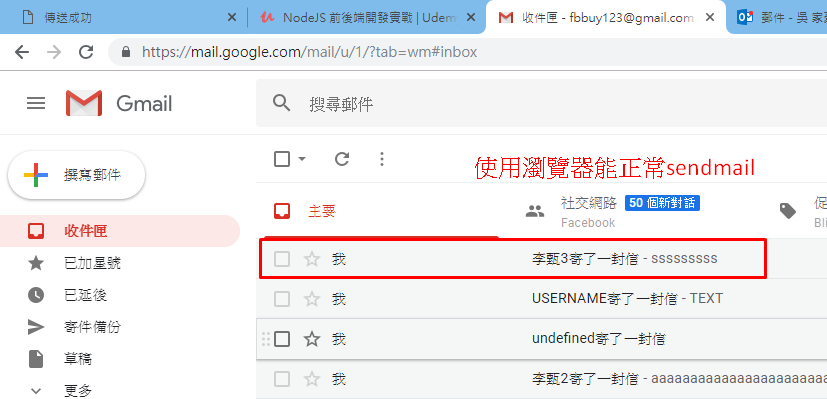 傳送成功
NodeJS 前後端開發實戰 | Udem
收件匣 - fbbuy123@gmail.com
郵件 - 吳 家
https://mail.google.com/mail/u/1/?tab=wm#inbox
Gmail
搜尋郵件
使用瀏覽器能正常sendmail
撰寫郵件
主要
社交網路
50 個新對話
Facebook
促
Bli
收件匣
我
李甄3寄了一封信 - sssssssss
已加星號
已延後
我
USERNAME寄了一封信 - TEXT
寄件備份
我
undefined寄了一封信
草稿
我
李甄2寄了一封信 - aaaaaaaaaaaaaaaaaaaaaaa
更多